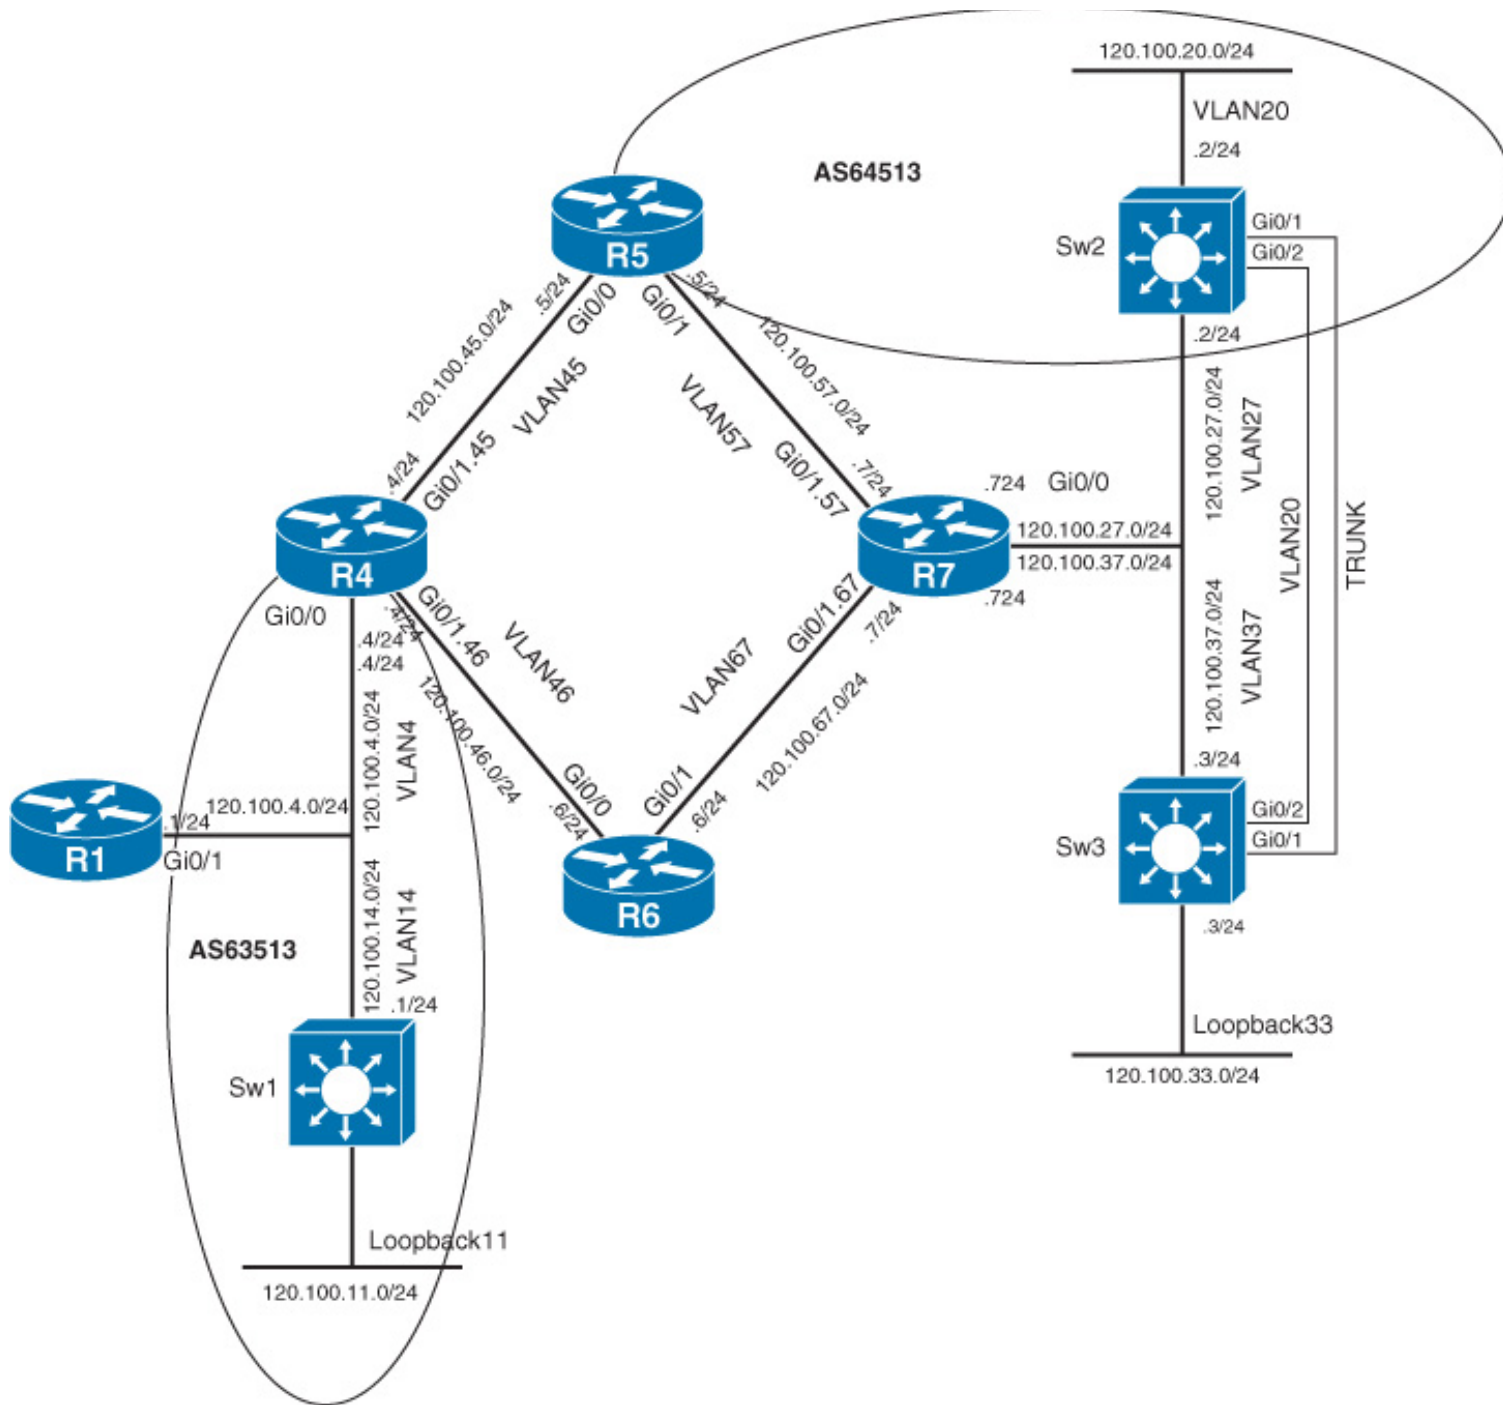 120.100.20.0/24
VLAN20
.2/24
AS64513
Sw2
Gi0/1
Gi0/2
.2/24
R5
.5/24
Gi0/0
.5/24
Gi0/1
120.100.45.0/24
VLAN45
120.100.57.0/24
VLAN57
.4/24
Gi0/1.45
.7/24
Gi0/1.57
120.100.27.0/24
VLAN27
VLAN20
TRUNK
.724
Gi0/0
120.100.27.0/24
120.100.37.0/24
.724
R4
R7
Gi0/0
.4/24
.4/24
.4/24
Gi0/1.46
VLAN46
120.100.46.0/24
Gi0/1.67
.7/24
VLAN67
120.100.67.0/24
120.100.37.0/24
VLAN37
120.100.4.0/24
VLAN4
Gi0/0
.6/24
Gi0/1
.6/24
R6
.3/24
Sw3
Gi0/2
Gi0/1
.3/24
120.100.4.0/24
.1/24
Gi0/1
R1
120.100.14.0/24
VLAN14
AS63513
.1/24
Sw1
Loopback33
120.100.33.0/24
Loopback11
120.100.11.0/24